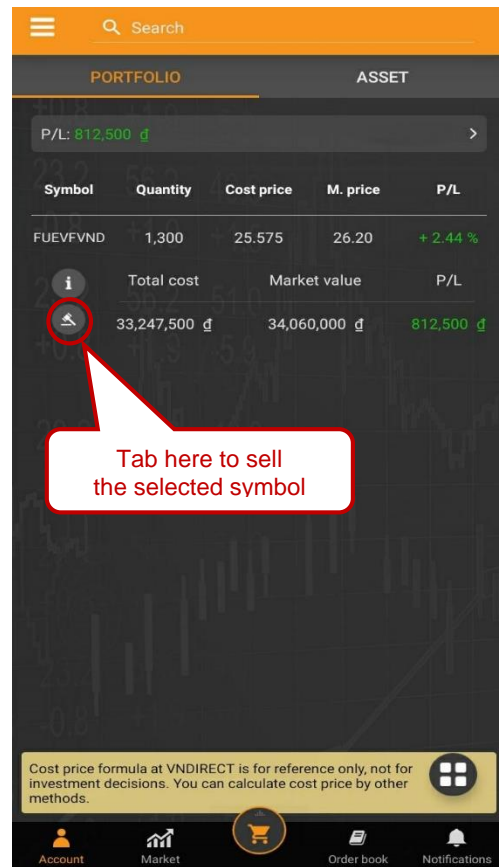 Search
PORTFOLIO ASSET
P/L: 812,500 ₫
Symbol Quantity Cost price M. price P/L
FUEVFVND 1,300 25.575 26.20 + 2.44 %
i Total cost Market value P/L
33,247,500 ₫ 34,060,000 ₫ 812,500 ₫
Tab here to sell
the selected symbol
Cost price formula at VNDIRECT is for reference only, not for
investment decisions. You can calculate cost price by other
methods.
Account Market Order book Notifications